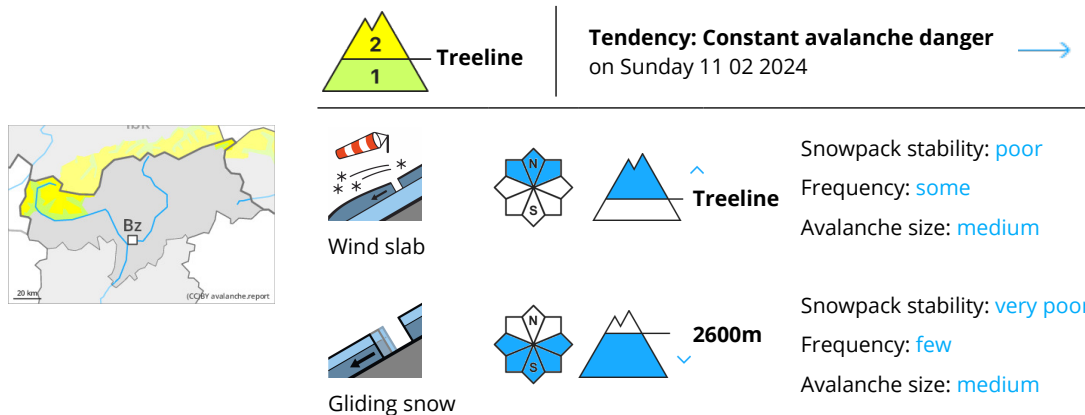 2
1
Treeline
Tendency: Constant avalanche danger
on Sunday 11 02 2024
Ibk
Bz
20 km
(CC) BY avalanche.report
Wind slab
N
S
Treeline
Snowpack stability: poor
Frequency: some
Avalanche size: medium
Gliding snow
N
S
2600m
Snowpack stability: very poor
Frequency: few
Avalanche size: medium